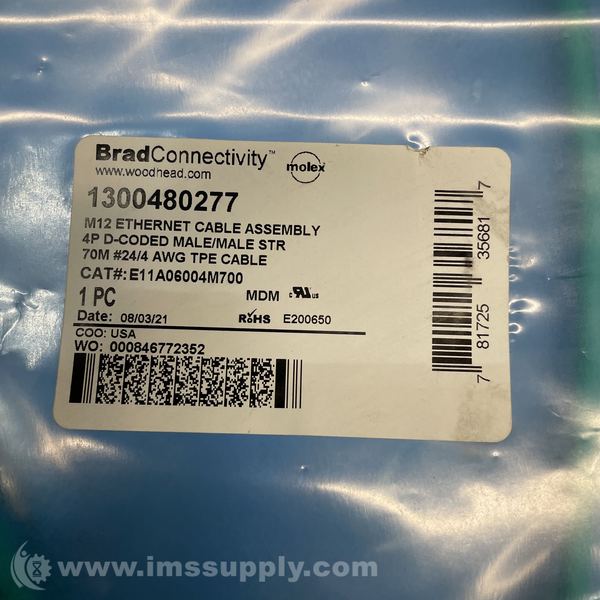 BradConnectivity™
www.woodhead.com
molex
1300480277
M12 ETHERNET CABLE ASSEMBLY
4P D-CODED MALE/MALE STR
70M #24/4 AWG TPE CABLE
CAT#:E11A06004M700
1 PC MDM c RU us
Date: 08/03/21 RoHS E200650
COO: USA
WO: 000846772352
7 81725 35681 7
www.imssupply.com